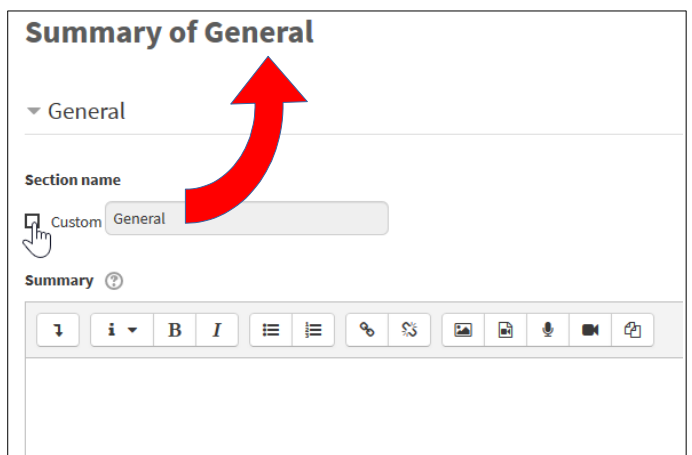 Summary of General
General
Section name
Custom General
Summary
i B I